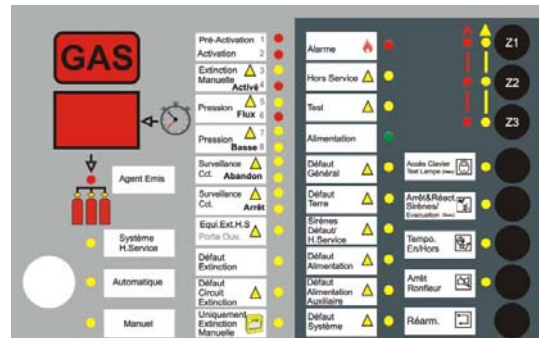 GAS
Agent Emis
Système
H.Service
Automatique
Manuel
Pré-Activation 1
Activation 2
Extinction 3
Manuelle
Activé 4
Pression 5
Flux 6
Pression 7
Basse 8
Surveillance
Cct. Abandon
Surveillance
Cct. Arrêt
Equi.Ext.H.S
Porte Ouv.
Défaut
Extinction
Défaut
Circuit
Extinction
Uniquement
Extinction
Manuelle
Alarme
Hors Service
Test
Alimentation
Défaut
Général
Défaut
Terre
Sirènes
Défaut/
H.Service
Défaut
Alimentation
Défaut
Alimentation
Auxiliaire
Défaut
Système
Z1
Z2
Z3
Accès Clavier
Test Lampe
Arrêt&Réact.
Sirènes/
Evacuation
Tempo.
En/Hors
Arrêt
Ronfleur
Réarm.